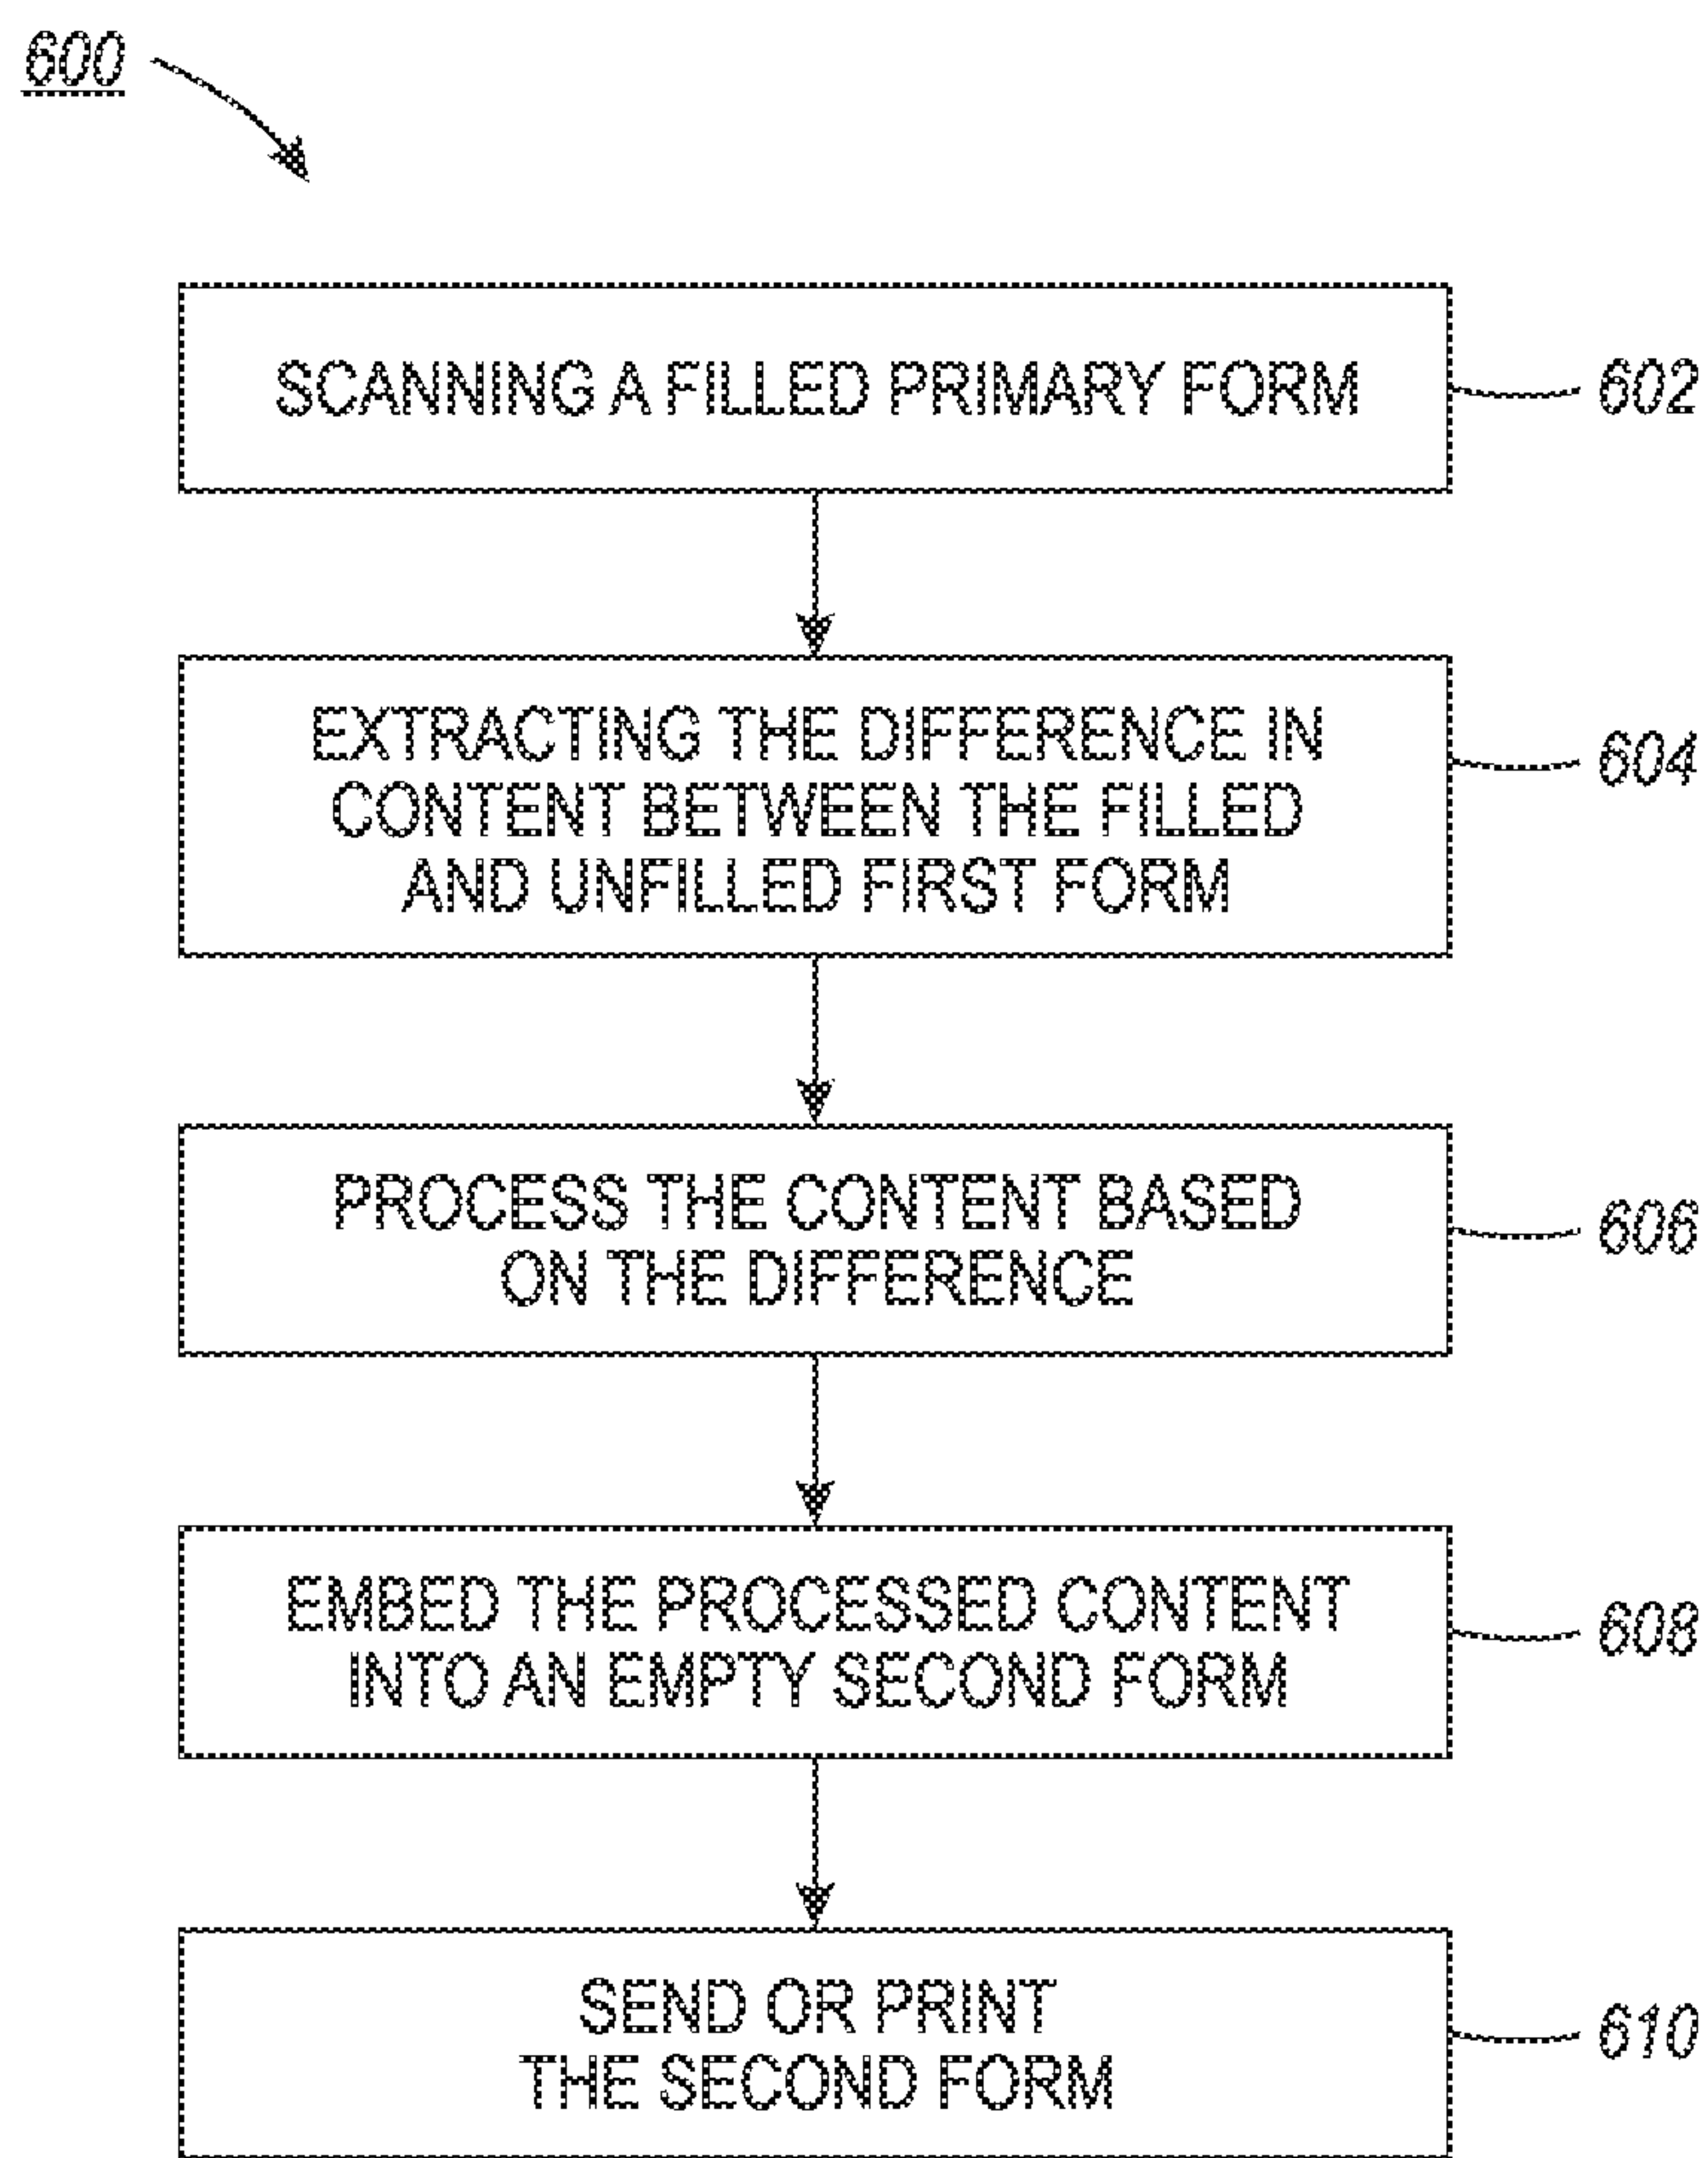 600
SCANNING A FILLED PRIMARY FORM
602
EXTRACTING THE DIFFERENCE IN
CONTENT BETWEEN THE FILLED
AND UNFILLED FIRST FORM
604
PROCESS THE CONTENT BASED
ON THE DIFFERENCE
606
EMBED THE PROCESSED CONTENT
INTO AN EMPTY SECOND FORM
608
SEND OR PRINT
THE SECOND FORM
610